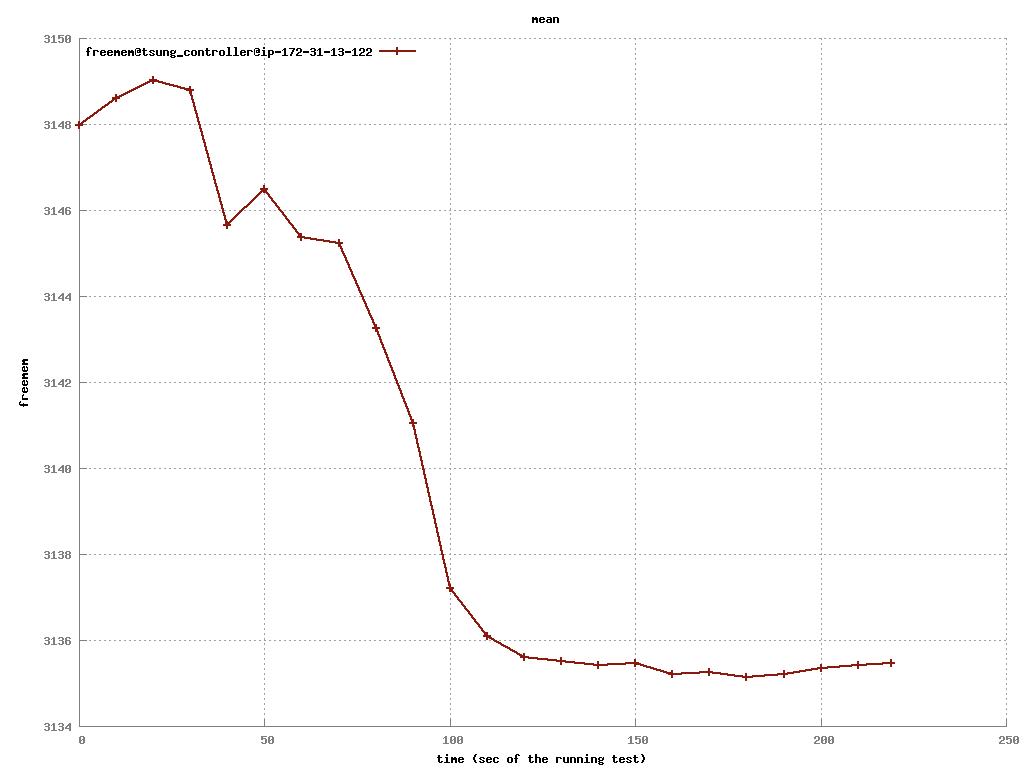 mean
freemem@tsung_controller@ip-172-31-13-122
3150
3148
3146
3144
3142
3140
3138
3136
3134
freemem
0 50 100 150 200 250
time (sec of the running test)